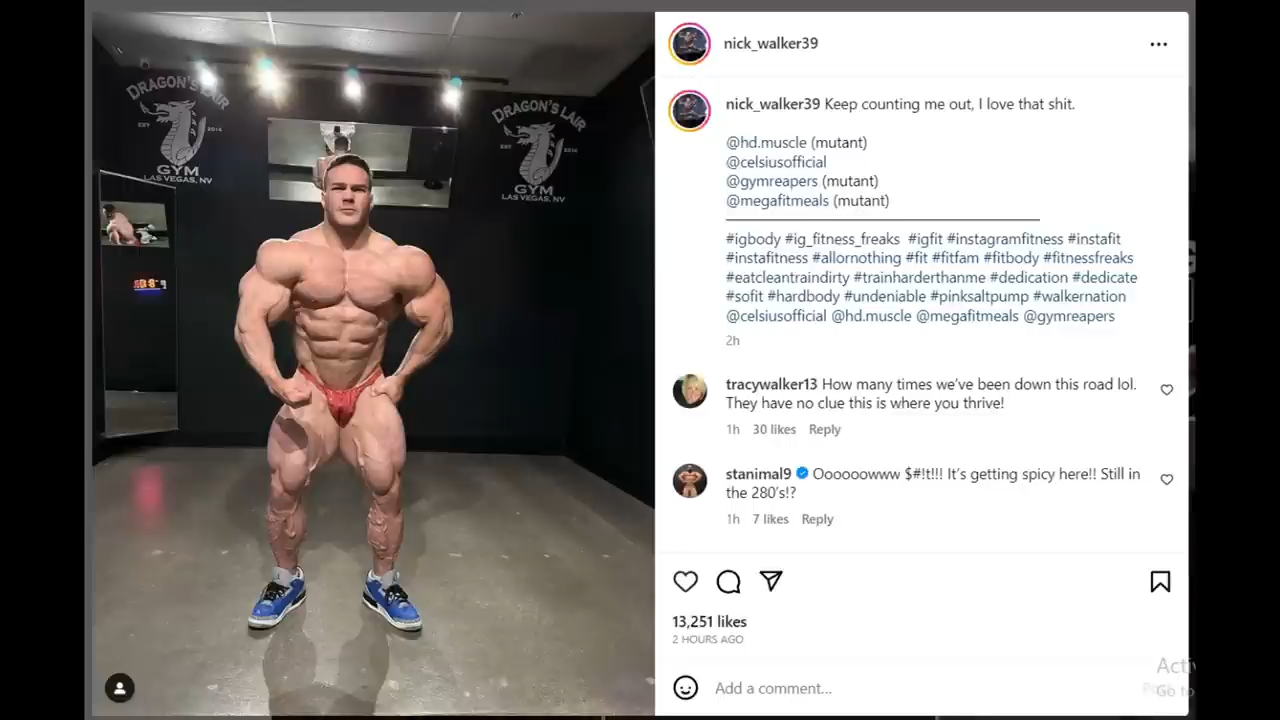 DRAGON'S LAIR
EST 2014
GYM
LAS VEGAS, NV
DRAGON'S LAIR
EST 2014
GYM
LAS VEGAS, NV
nick_walker39
nick_walker39 Keep counting me out, I love that shit.
@hd.muscle (mutant)
@celsiusofficial
@gymreapers (mutant)
@megafitmeals (mutant)
#igbody #ig_fitness_freaks #igfit #instagramfitness #instafit
#instafitness #allornothing #fit #fitfam #fitbody #fitnessfreaks
#eatcleantraindirty #trainharderthanme #dedication #dedicate
#sofit #hardbody #undeniable #pinksaltpump #walkernation
@celsiusofficial @hd.muscle @megafitmeals @gymreapers
2h
tracywalker13 How many times we've been down this road lol.
They have no clue this is where you thrive!
1h 30 likes Reply
stanimal9 Oooooowww $#!t!!! It's getting spicy here!! Still in
the 280's!?
1h 7 likes Reply
13,251 likes
2 HOURS AGO
Add a comment...
Go to